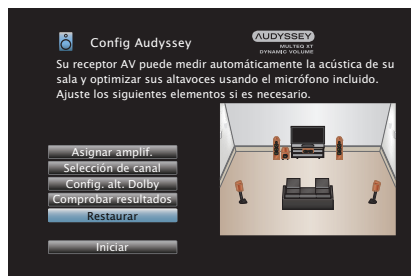 Config Audyssey
AUDYSSEY
MULTEQ XT
DYNAMIC VOLUME
Su receptor AV puede medir automáticamente la acústica de su
sala y optimizar sus altavoces usando el micrófono incluido.
Ajuste los siguientes elementos si es necesario.
Asignar amplif.
Selección de canal
Config. alt. Dolby
Comprobar resultados
Restaurar
Iniciar